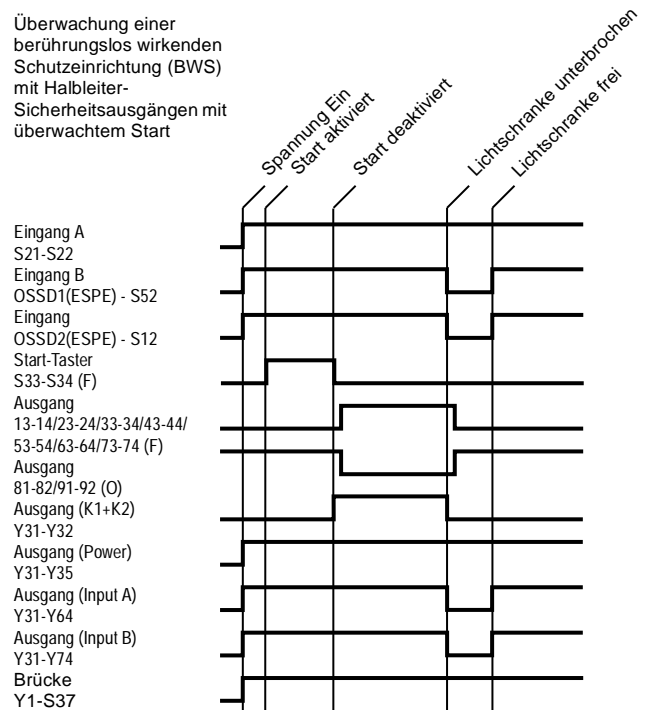 Überwachung einer
berührungslos wirkenden
Schutzeinrichtung (BWS)
mit Halbleiter-
Sicherheitsausgängen mit
überwachtem Start
Spannung Ein
Start aktiviert
Start deaktiviert
Lichtschranke unterbrochen
Lichtschranke frei
Eingang A
S21-S22
Eingang B
OSSD1(ESPE) - S52
Eingang
OSSD2(ESPE) - S12
Start-Taster
S33-S34 (F)
Ausgang
13-14/23-24/33-34/43-44/
53-54/63-64/73-74 (F)
Ausgang
81-82/91-92 (O)
Ausgang (K1+K2)
Y31-Y32
Ausgang (Power)
Y31-Y35
Ausgang (Input A)
Y31-Y64
Ausgang (Input B)
Y31-Y74
Brücke
Y1-S37